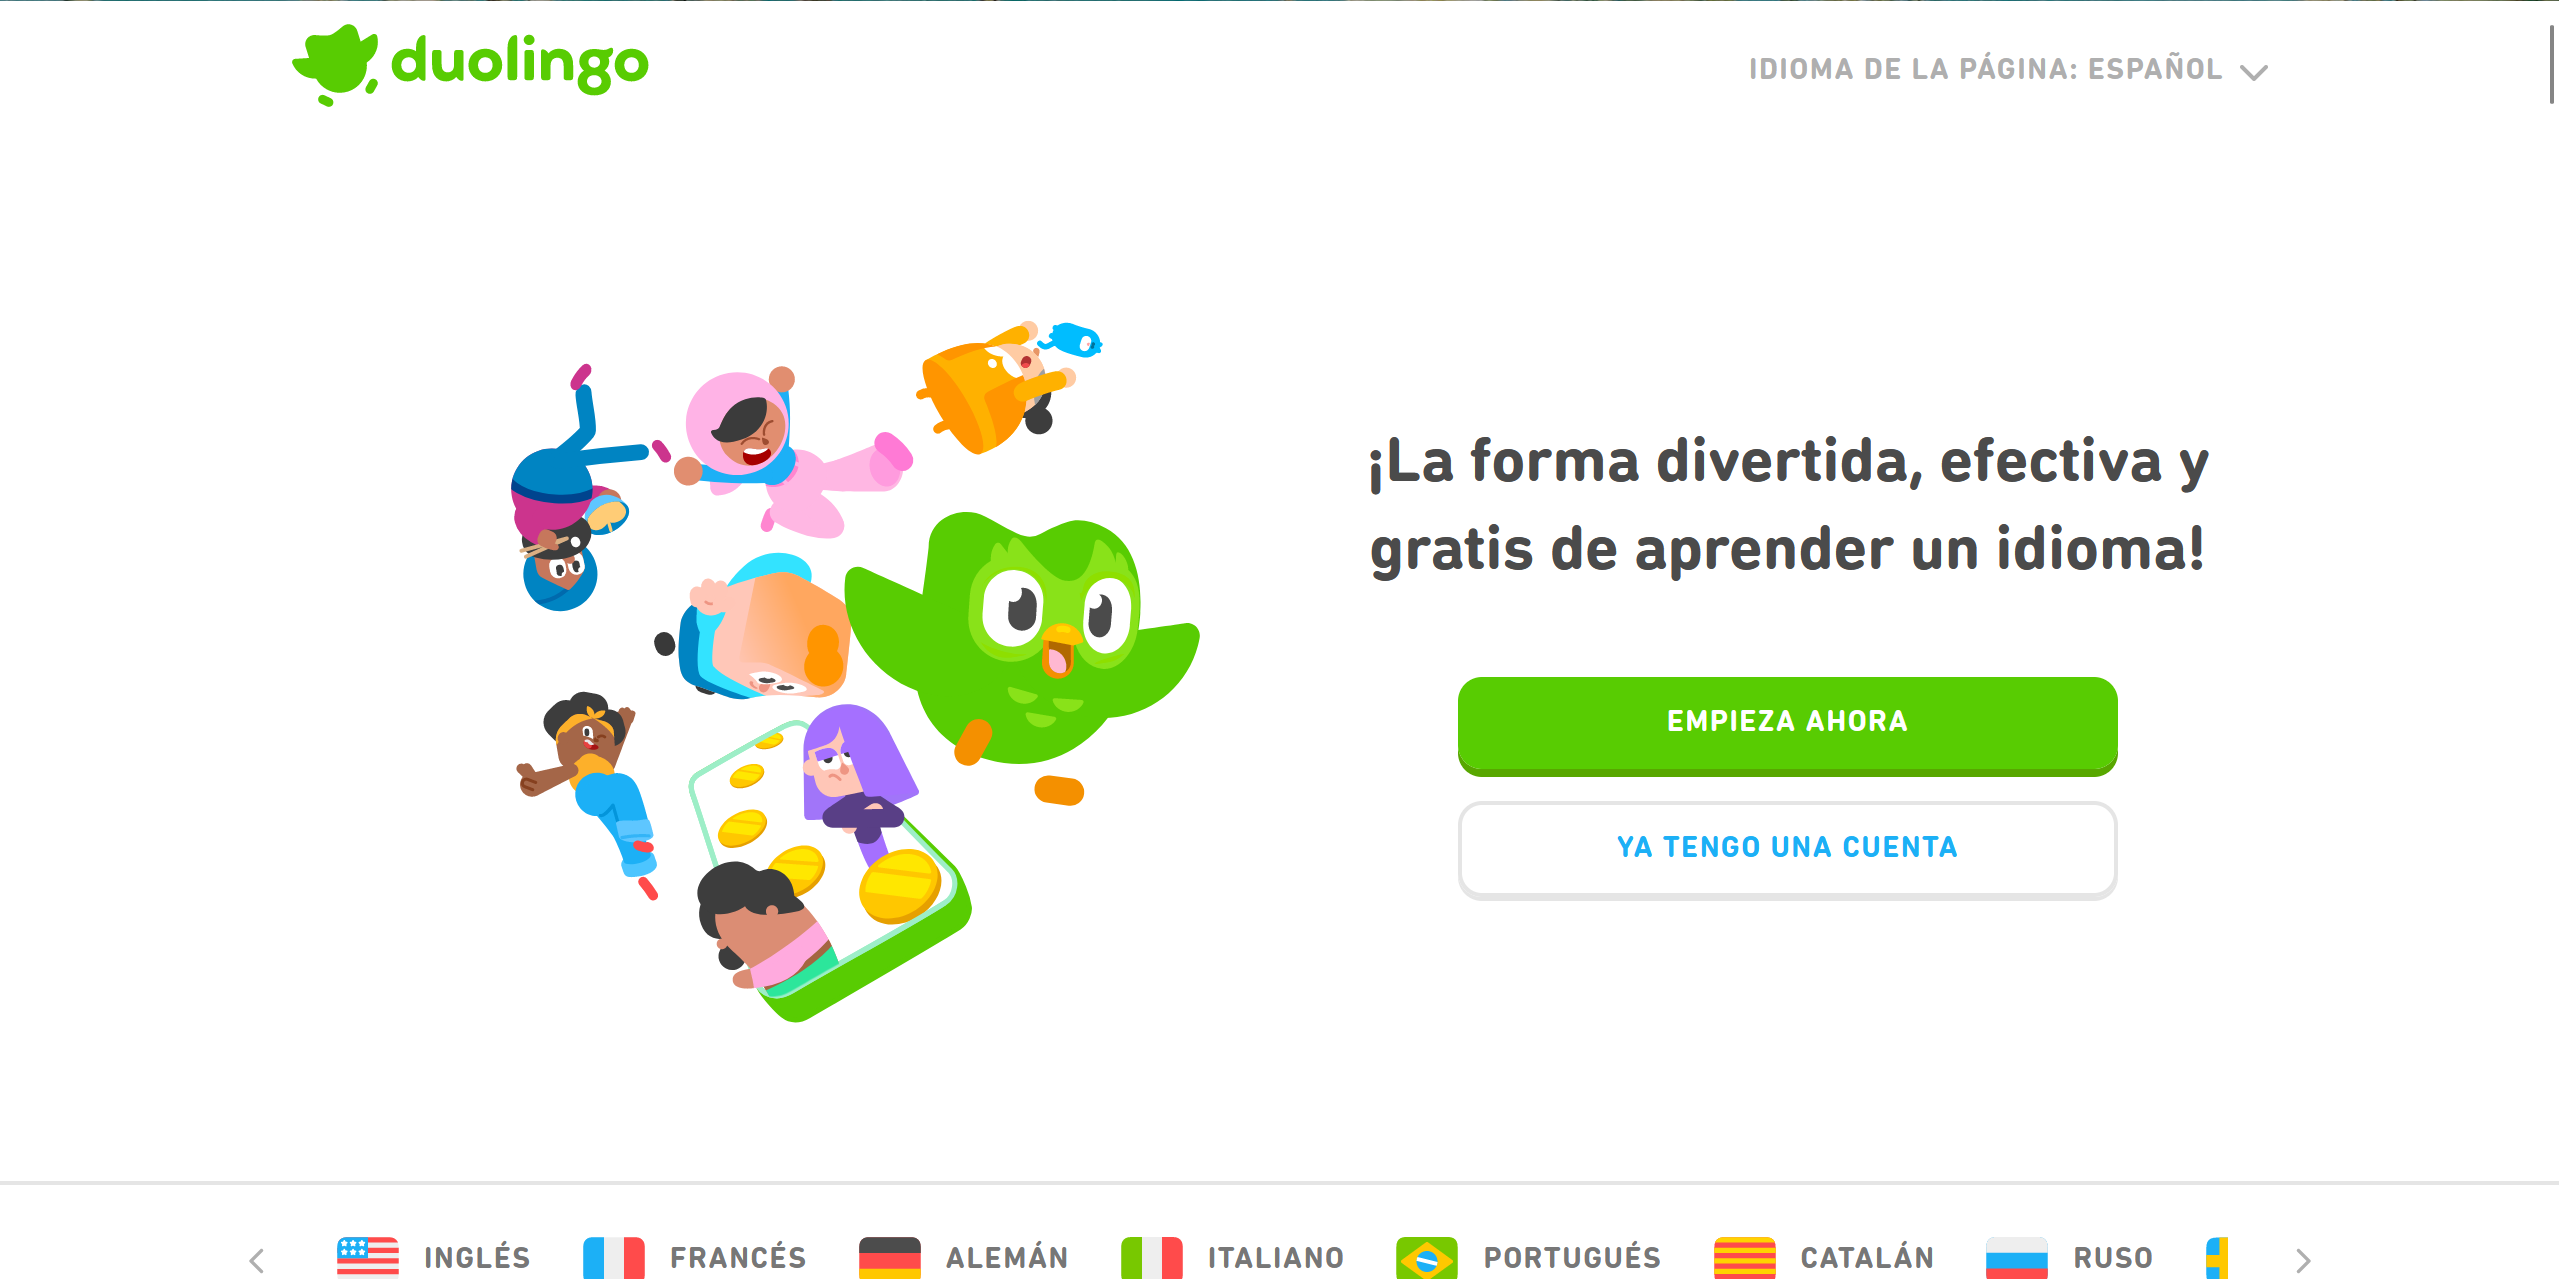 duolingo
IDIOMA DE LA PÁGINA: ESPAÑOL
¡La forma divertida, efectiva y
gratis de aprender un idioma!
EMPIEZA AHORA
YA TENGO UNA CUENTA
INGLÉS FRANCÉS ALEMÁN ITALIANO PORTUGUÉS CATALÁN RUSO